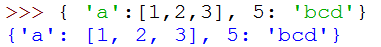 >>> { 'a':[1,2,3], 5: 'bcd'}
{'a': [1, 2, 3], 5: 'bcd'}